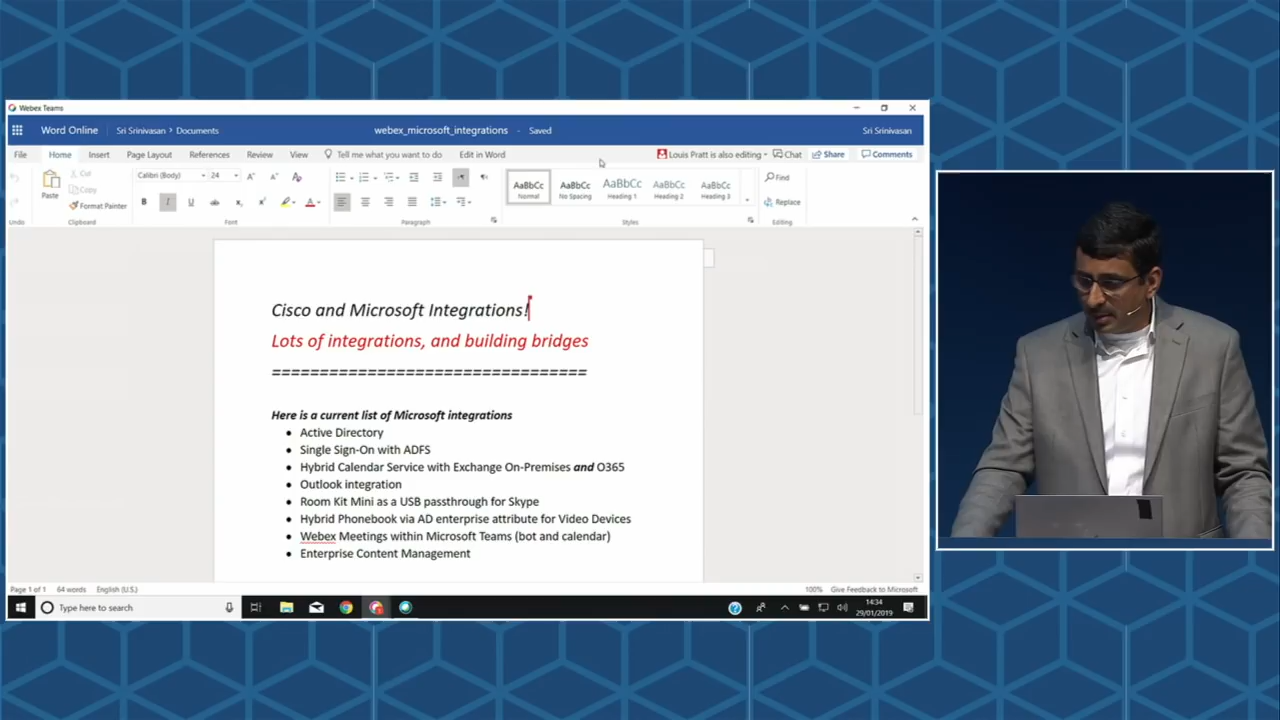 Webex Teams
Word Online Sri Srinivasan > Documents webex_microsoft_integrations - Saved Sri Srinivasan
File Home Insert Page Layout References Review View Tell me what you want to do Edit in Word Louis Pratt is also editing Chat Share Comments
Calibri (Body) 24
Paste
Cut
Copy
Format Painter
B I U
AaBbCc AaBbCc AaBbCc AaBbCc AaBbCc
Normal No Spacing Heading 1 Heading 2 Heading 3
Find
Replace
Undo Clipboard Font Paragraph Styles Editing
Cisco and Microsoft Integrations!
Lots of integrations, and building bridges
=================================
Here is a current list of Microsoft integrations
• Active Directory
• Single Sign-On with ADFS
• Hybrid Calendar Service with Exchange On-Premises and O365
• Outlook integration
• Room Kit Mini as a USB passthrough for Skype
• Hybrid Phonebook via AD enterprise attribute for Video Devices
• Webex Meetings within Microsoft Teams (bot and calendar)
• Enterprise Content Management
Page 1 of 1 64 words English (U.S.) 100% Give Feedback to Microsoft
Type here to search
14:34
29/01/2019